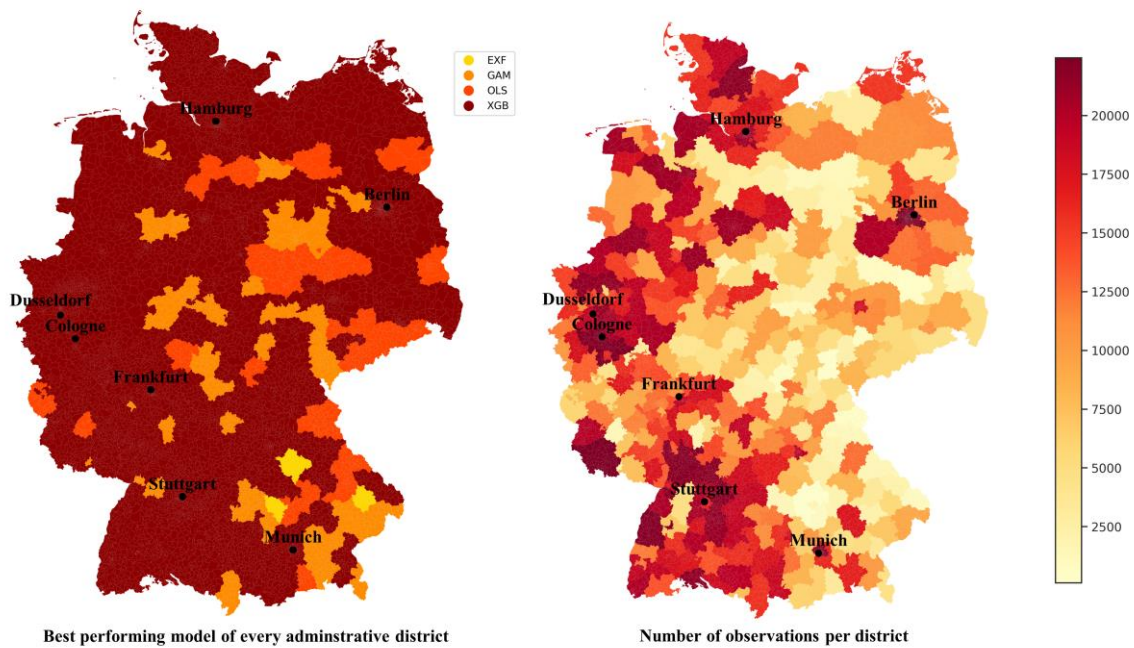 EXF
GAM
OLS
XGB
Hamburg
Berlin
Dusseldorf
Cologne
Frankfurt
Stuttgart
Munich
Best performing model of every adminstrative district
Hamburg
Berlin
Dusseldorf
Cologne
Frankfurt
Stuttgart
Munich
Number of observations per district
20000
17500
15000
12500
10000
7500
5000
2500